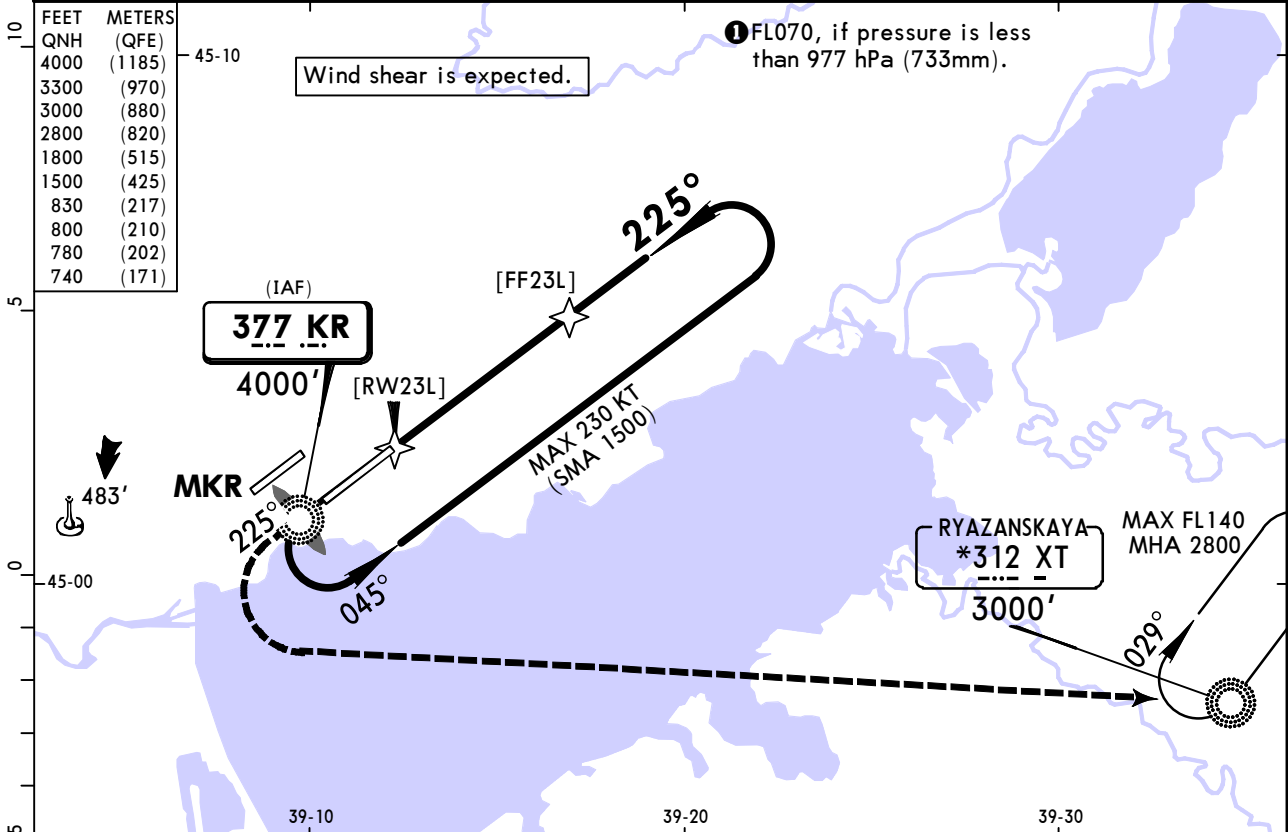 FEET METERS
QNH (QFE)
4000 (1185)
3300 (970)
3000 (880)
2800 (820)
1800 (515)
1500 (425)
830 (217)
800 (210)
780 (202)
740 (171)
10
45-10
Wind shear is expected.
❶FL070, if pressure is less
than 977 hPa (733mm).
225°
[FF23L]
(IAF)
377 KR
4000'
[RW23L]
5
MAX 230 KT
(SMA 1500)
MKR
483'
225°
045°
0
45-00
RYAZANSKAYA
*312 XT
3000'
MAX FL140
MHA 2800
029°
39-10
39-20
39-30
5